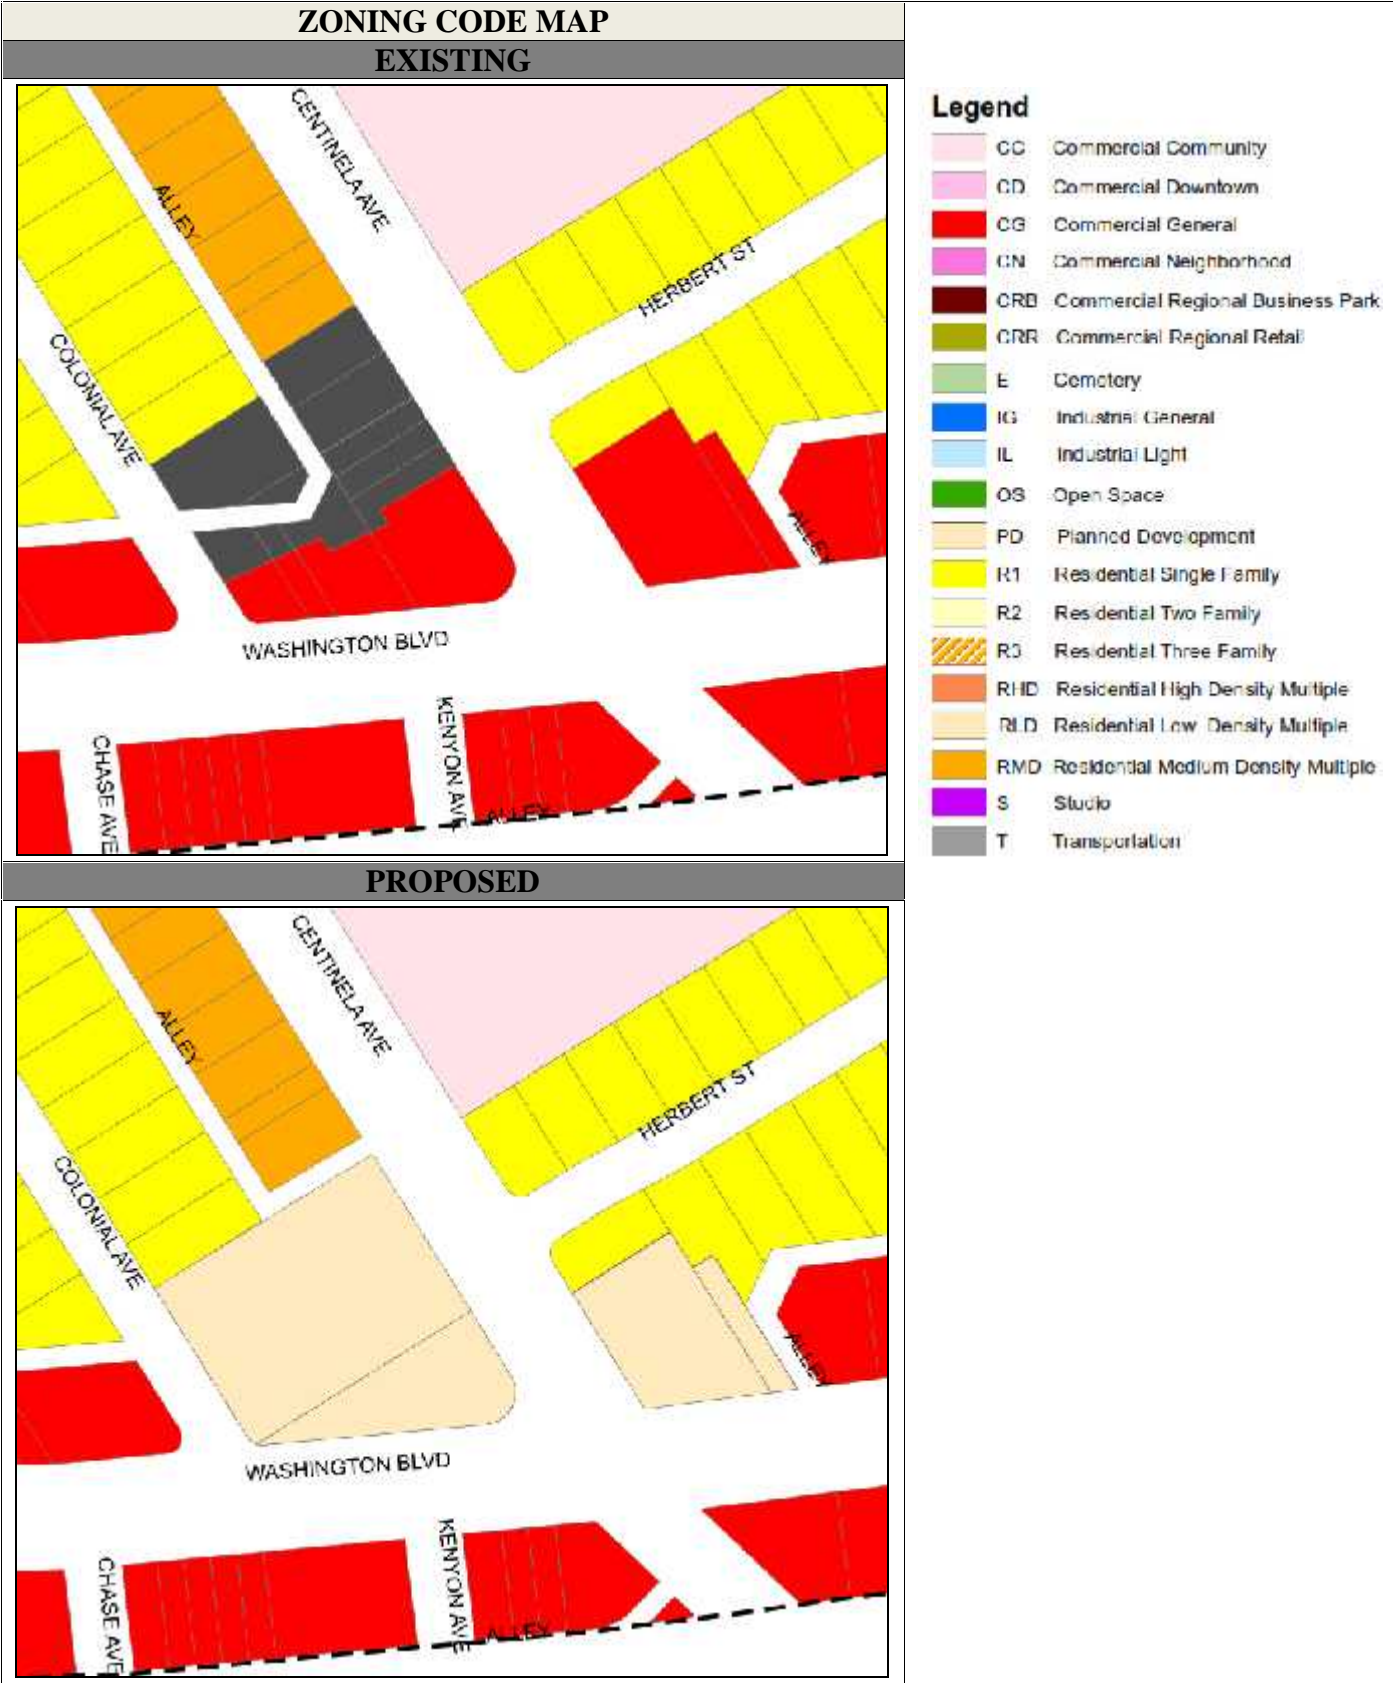 ZONING CODE MAP
EXISTING
CENTINELA AVE
ALLEY
HERBERT ST
COLONIAL AVE
ALLEY
WASHINGTON BLVD
KENYON AVE
CHASE AVE
ALLEY
Legend
CC Commercial Community
CD Commercial Downtown
CG Commercial General
CN Commercial Neighborhood
CRB Commercial Regional Business Park
CRR Commercial Regional Retail
E Cemetery
IG Industrial General
IL Industrial Light
OS Open Space
PD Planned Development
R1 Residential Single Family
R2 Residential Two Family
R3 Residential Three Family
RHD Residential High Density Multiple
RLD Residential Low Density Multiple
RMD Residential Medium Density Multiple
S Studio
T Transportation
PROPOSED
CENTINELA AVE
ALLEY
HERBERT ST
COLONIAL AVE
ALLEY
WASHINGTON BLVD
KENYON AVE
CHASE AVE
ALLEY